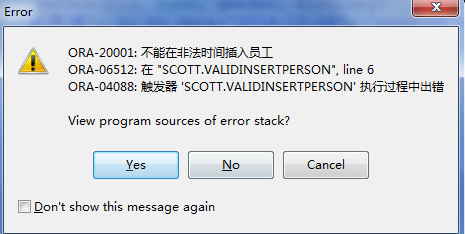 Error
ORA-20001: 不能在非法时间插入员工
ORA-06512: 在 "SCOTT.VALIDINSERTPERSON", line 6
ORA-04088: 触发器 'SCOTT.VALIDINSERTPERSON' 执行过程中出错
View program sources of error stack?
Yes No Cancel
Don't show this message again